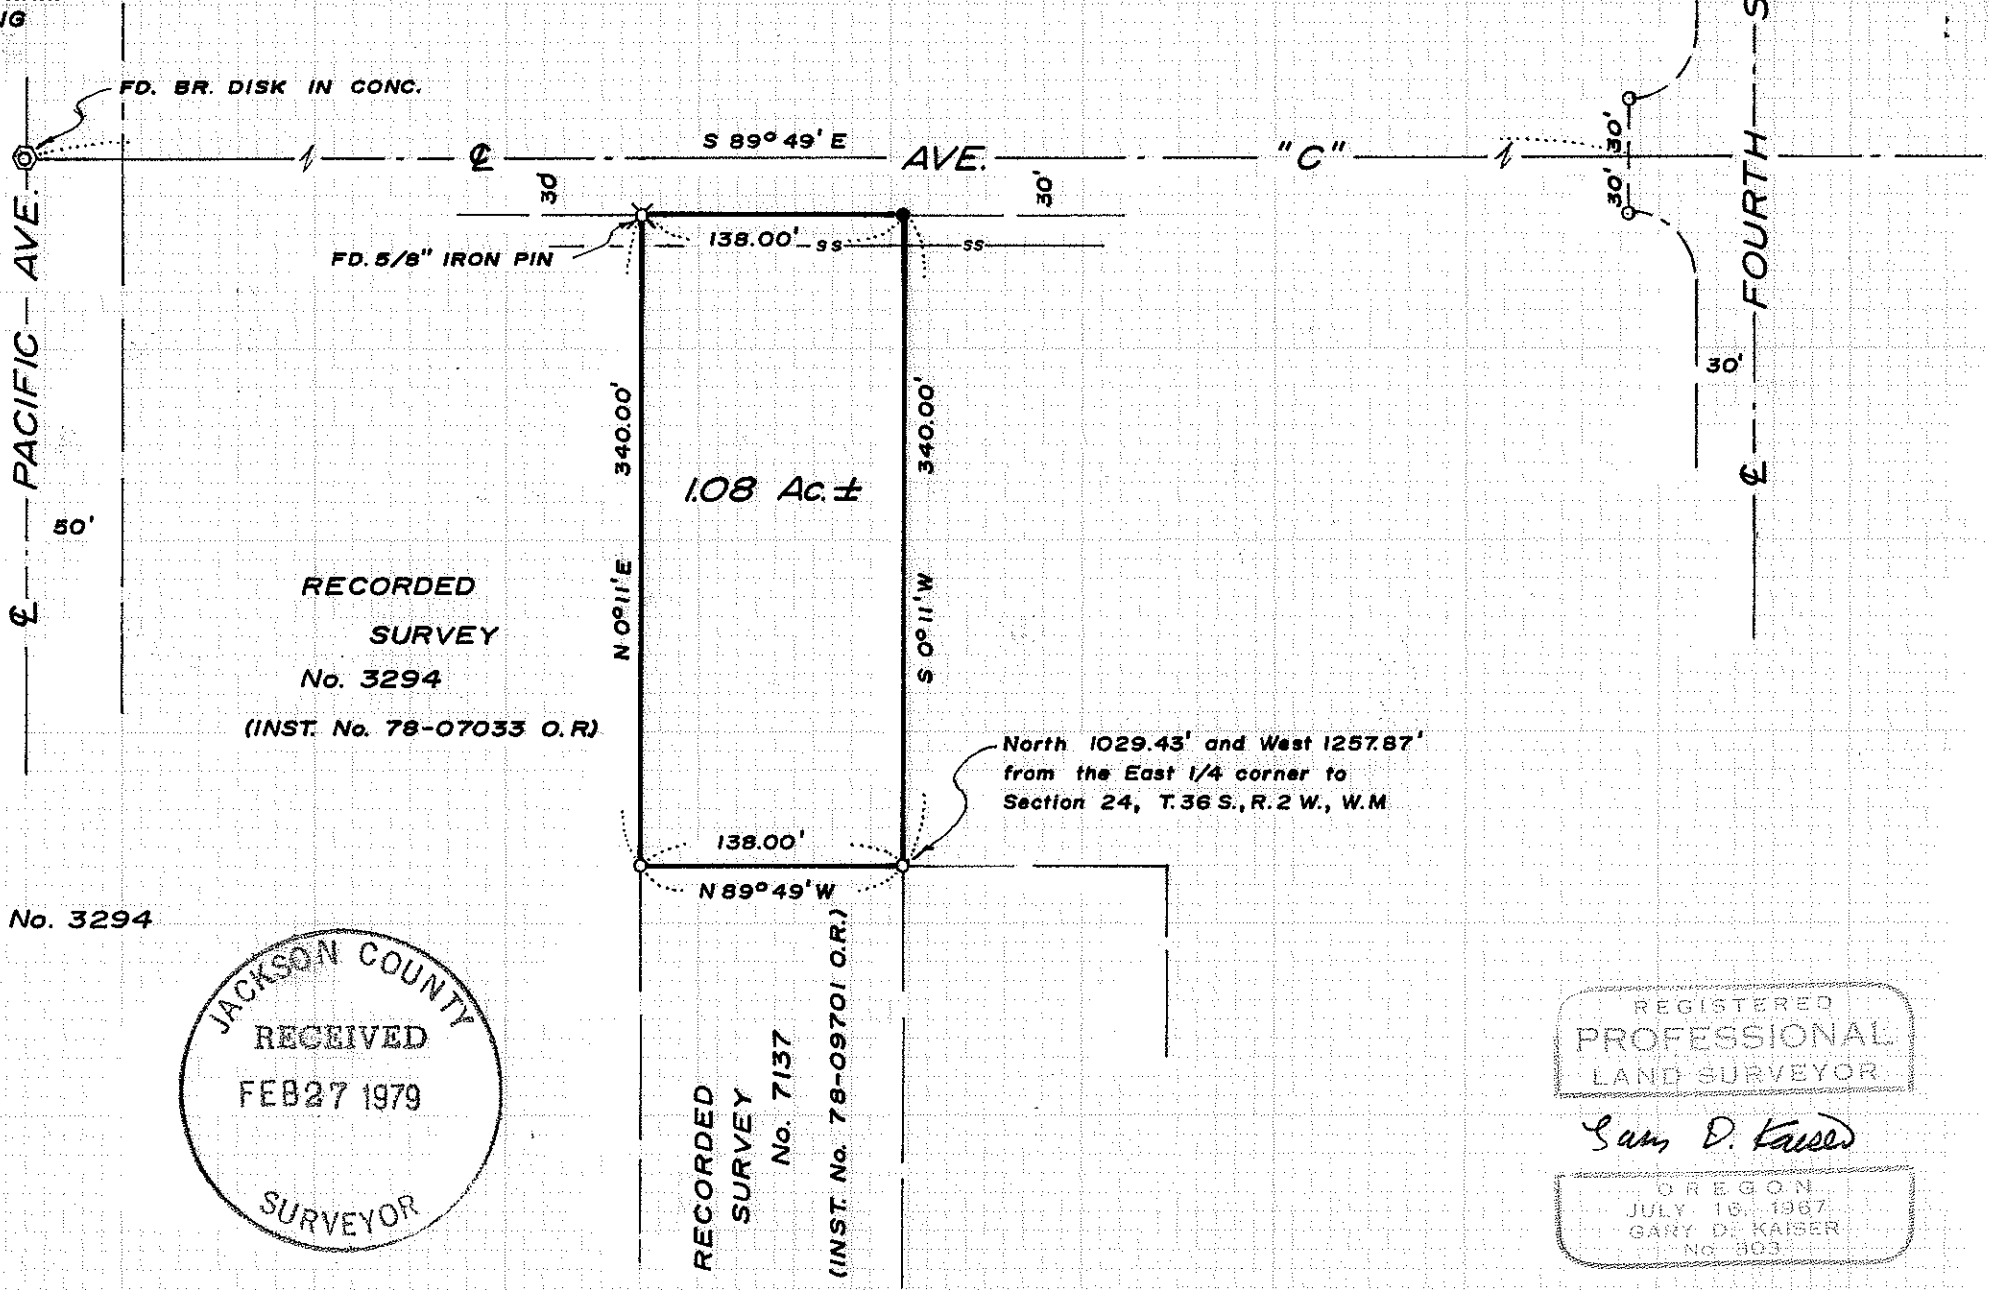 FD. BR. DISK IN CONC.
S 89° 49' E
℄ AVE. "C"
30'
30'
30'
30'
FD. 5/8" IRON PIN
138.00'
SS
SS
PACIFIC AVE.
℄
50'
FOURTH S
℄
30'
340.00'
N 0° 11' E
340.00'
S 0° 11' W
1.08 Ac. ±
RECORDED
SURVEY
No. 3294
(INST. No. 78-07033 O.R.)
North 1029.43' and West 1257.87'
from the East 1/4 corner to
Section 24, T. 36 S., R. 2 W., W.M
138.00'
N 89° 49' W
No. 3294
RECORDED
SURVEY
No. 7137
(INST. No. 78-09701 O.R.)
JACKSON COUNTY
RECEIVED
FEB 27 1979
SURVEYOR
REGISTERED
PROFESSIONAL
LAND SURVEYOR
Gary D. Kaiser
OREGON
JULY 1967
GARY D. KAISER
No 803